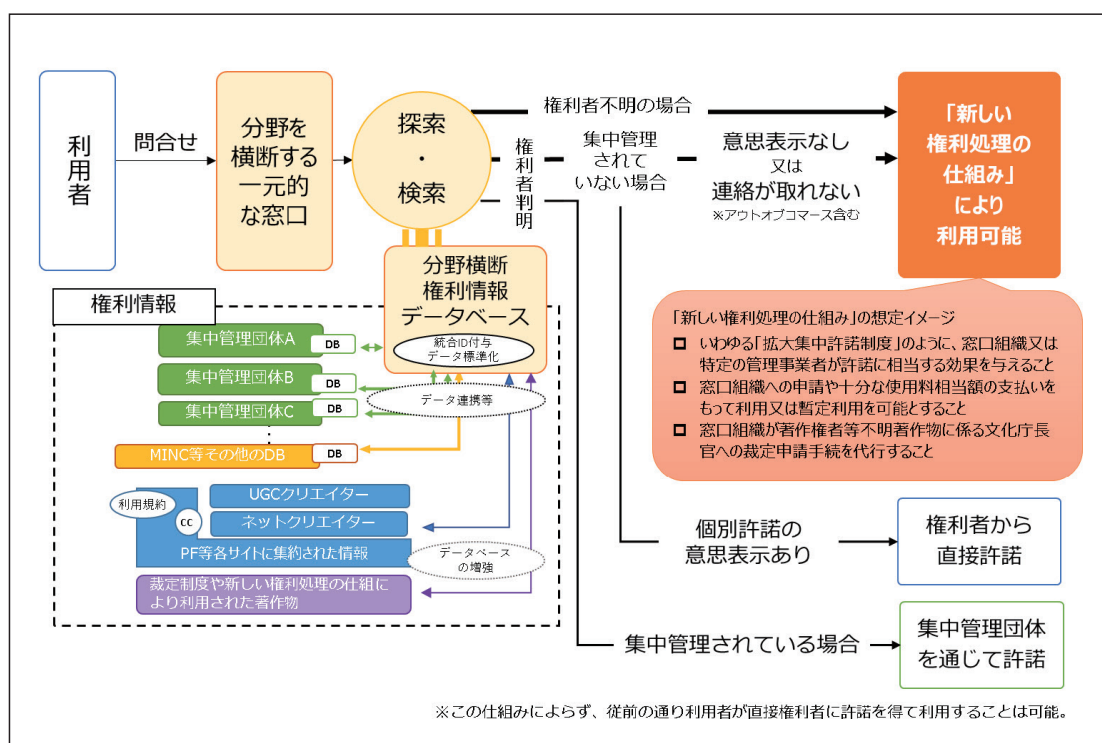 利用者
問合せ
分野を
横断する
一元的
な窓口
探索
・
検索
権利者不明の場合
権利者判明
集中管理
されて
いない場合
意思表示なし
又は
連絡が取れない
※アウトオブコマース含む
「新しい
権利処理の
仕組み」
により
利用可能
分野横断
権利情報
データベース
統合ID付与
データ標準化
権利情報
集中管理団体A
DB
集中管理団体B
DB
集中管理団体C
DB
データ連携等
MINC等その他のDB
DB
利用規約
CC
UGCクリエイター
ネットクリエイター
PF等各サイトに集約された情報
データベース
の増強
裁定制度や新しい権利処理の仕組に
より利用された著作物
「新しい権利処理の仕組み」の想定イメージ
いわゆる「拡大集中許諾制度」のように、窓口組織又は
特定の管理事業者が許諾に相当する効果を与えること
窓口組織への申請や十分な使用料相当額の支払いを
もって利用又は暫定利用を可能とすること
窓口組織が著作権者等不明著作物に係る文化庁長
官への裁定申請手続を代行すること
個別許諾の
意思表示あり
権利者から
直接許諾
集中管理されている場合
集中管理団体
を通じて許諾
※この仕組みによらず、従前の通り利用者が直接権利者に許諾を得て利用することは可能。